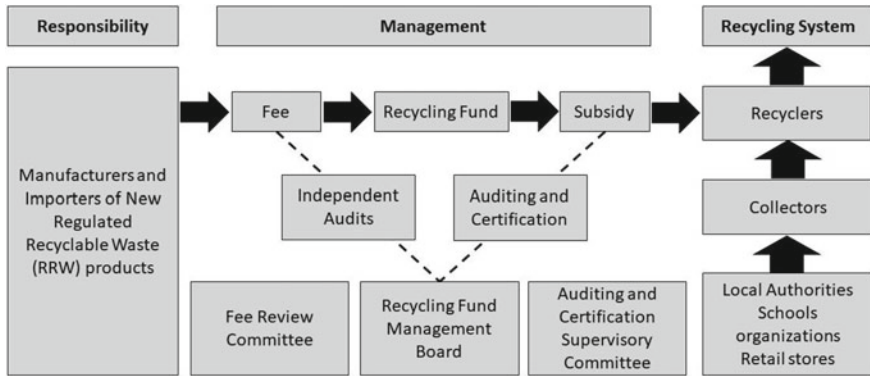 Responsibility
Management
Recycling System
Manufacturers and
Importers of New
Regulated
Recyclable Waste
(RRW) products
Fee
Recycling Fund
Subsidy
Recyclers
Independent
Audits
Auditing and
Certification
Collectors
Fee Review
Committee
Recycling Fund
Management
Board
Auditing and
Certification
Supervisory
Committee
Local Authorities
Schools
organizations
Retail stores